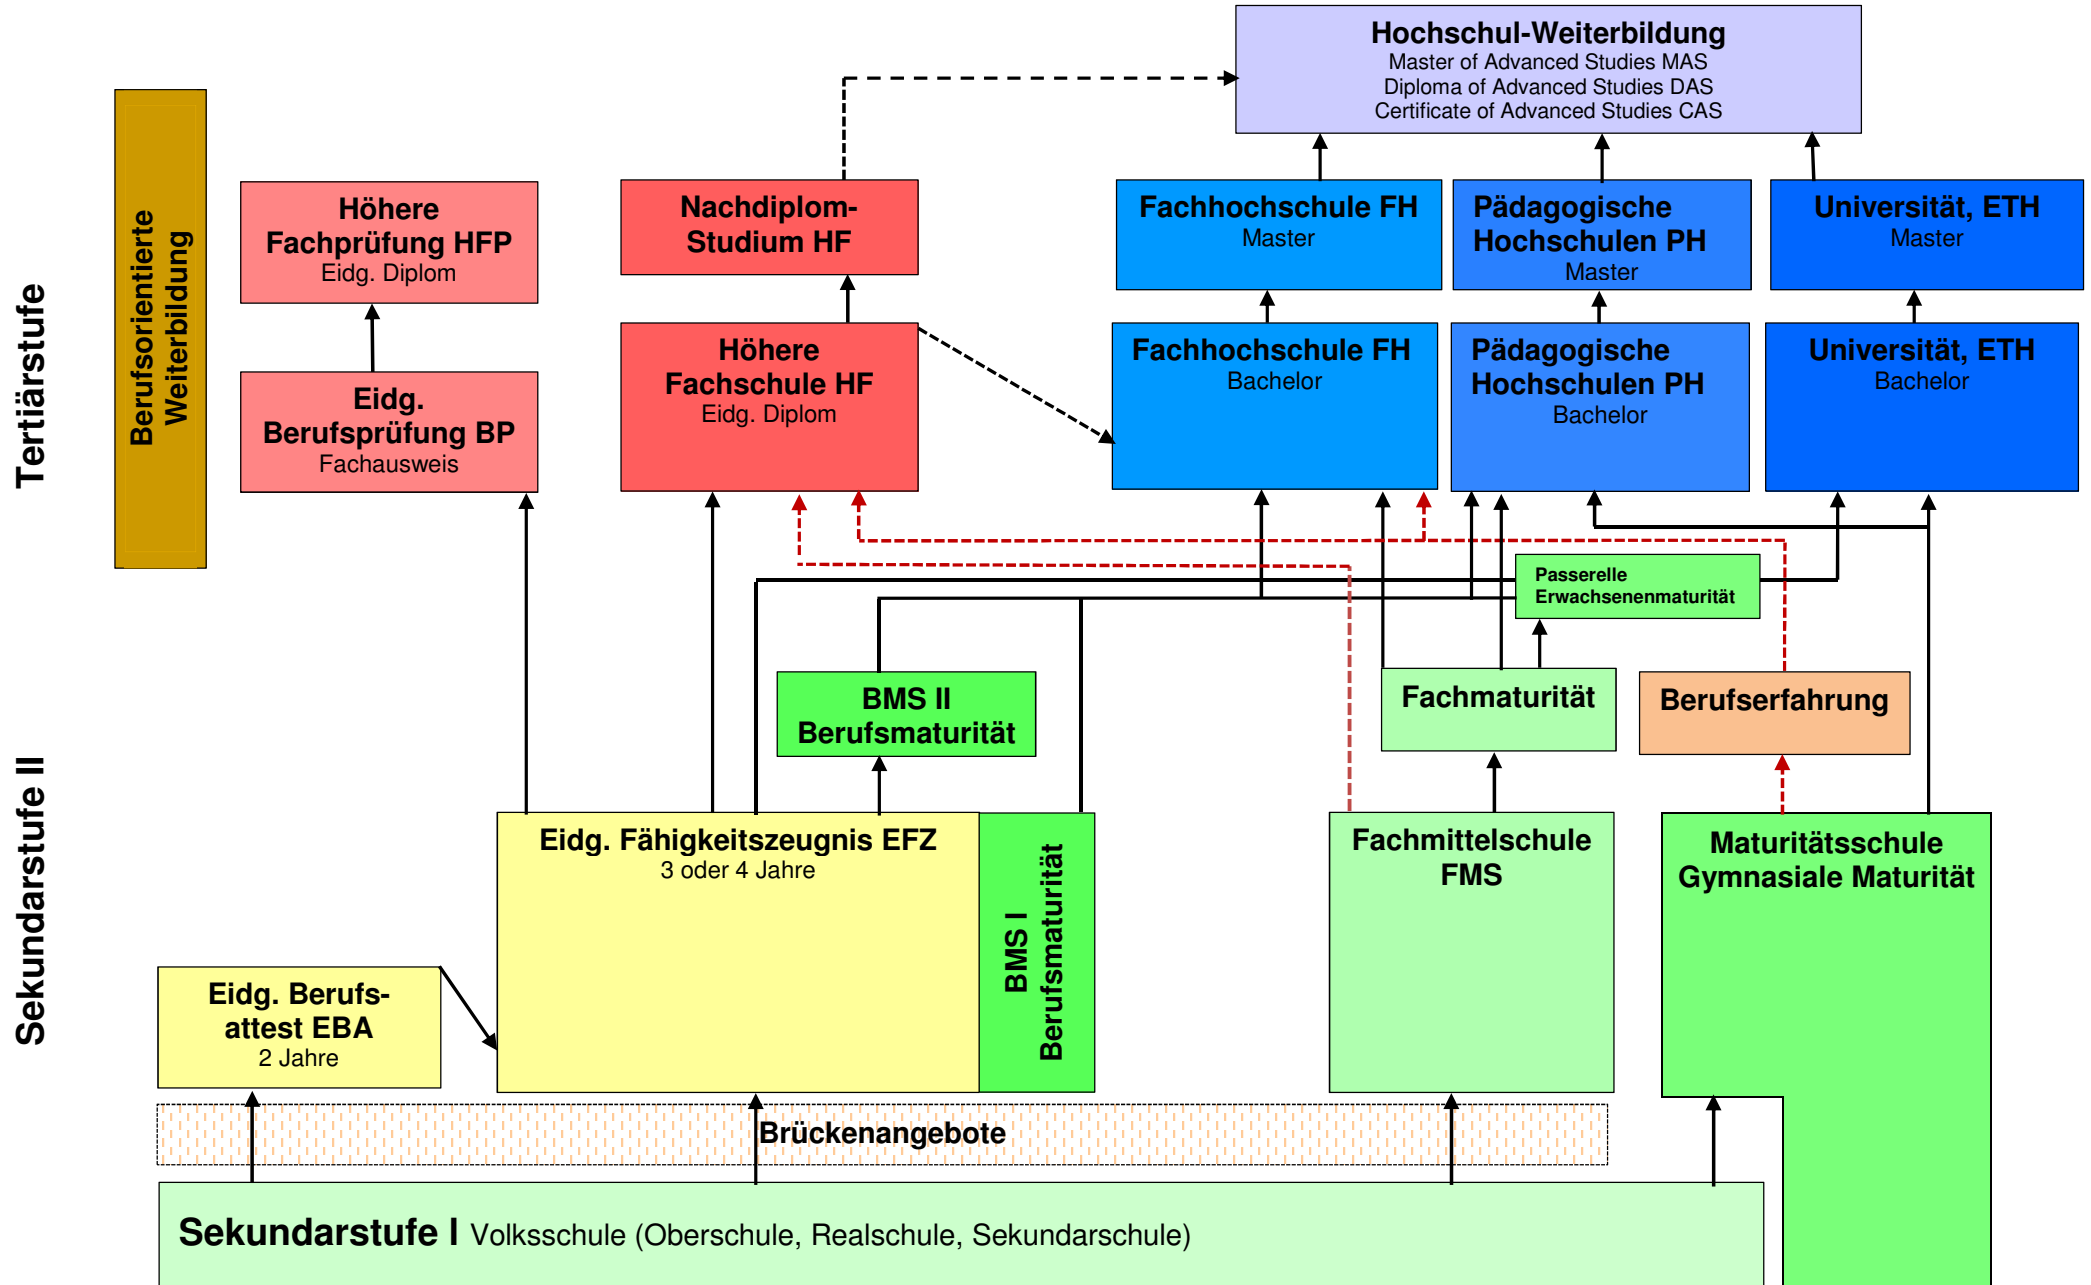 Hochschul-Weiterbildung
Master of Advanced Studies MAS
Diploma of Advanced Studies DAS
Certificate of Advanced Studies CAS
Tertiärstufe
Berufsorientierte
Weiterbildung
Höhere
Fachprüfung HFP
Eidg. Diplom
Nachdiplom-
Studium HF
Fachhochschule FH
Master
Pädagogische
Hochschulen PH
Master
Universität, ETH
Master
Eidg.
Berufsprüfung BP
Fachausweis
Höhere
Fachschule HF
Eidg. Diplom
Fachhochschule FH
Bachelor
Pädagogische
Hochschulen PH
Bachelor
Universität, ETH
Bachelor
Passerelle
Erwachsenenmaturität
Sekundarstufe II
BMS II
Berufsmaturität
Fachmaturität
Berufserfahrung
Eidg. Fähigkeitszeugnis EFZ
3 oder 4 Jahre
BMS I
Berufsmaturität
Fachmittelschule
FMS
Maturitätsschule
Gymnasiale Maturität
Eidg. Berufs-
attest EBA
2 Jahre
Brückenangebote
Sekundarstufe I Volksschule (Oberschule, Realschule, Sekundarschule)